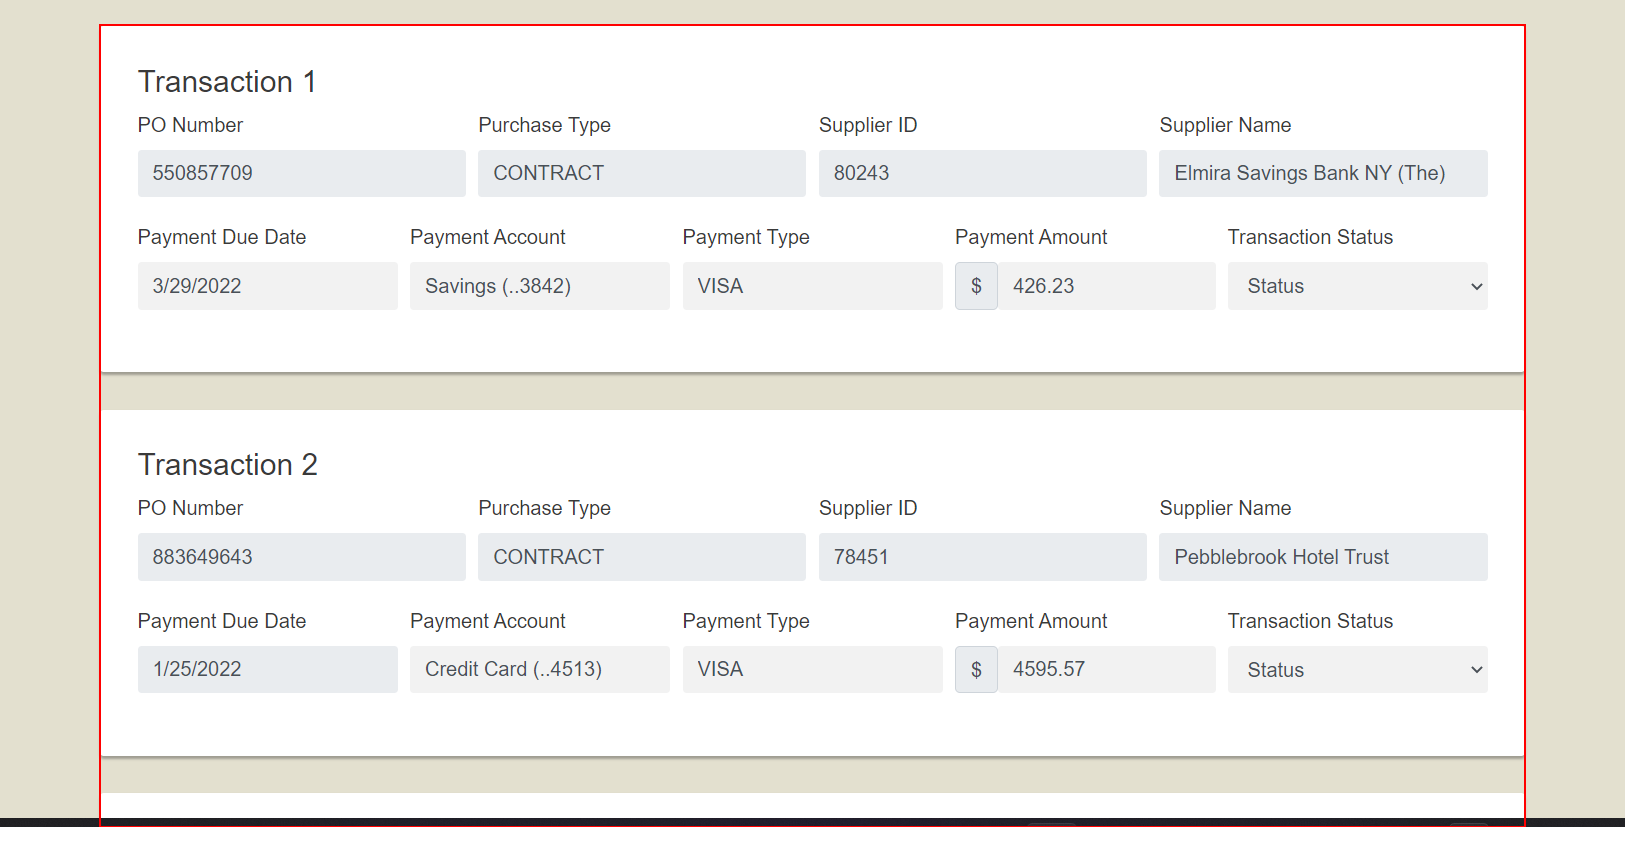 Transaction 1
PO Number Purchase Type Supplier ID Supplier Name
550857709 CONTRACT 80243 Elmira Savings Bank NY (The)
Payment Due Date Payment Account Payment Type Payment Amount Transaction Status
3/29/2022 Savings (..3842) VISA $ 426.23 Status
Transaction 2
PO Number Purchase Type Supplier ID Supplier Name
883649643 CONTRACT 78451 Pebblebrook Hotel Trust
Payment Due Date Payment Account Payment Type Payment Amount Transaction Status
1/25/2022 Credit Card (..4513) VISA $ 4595.57 Status